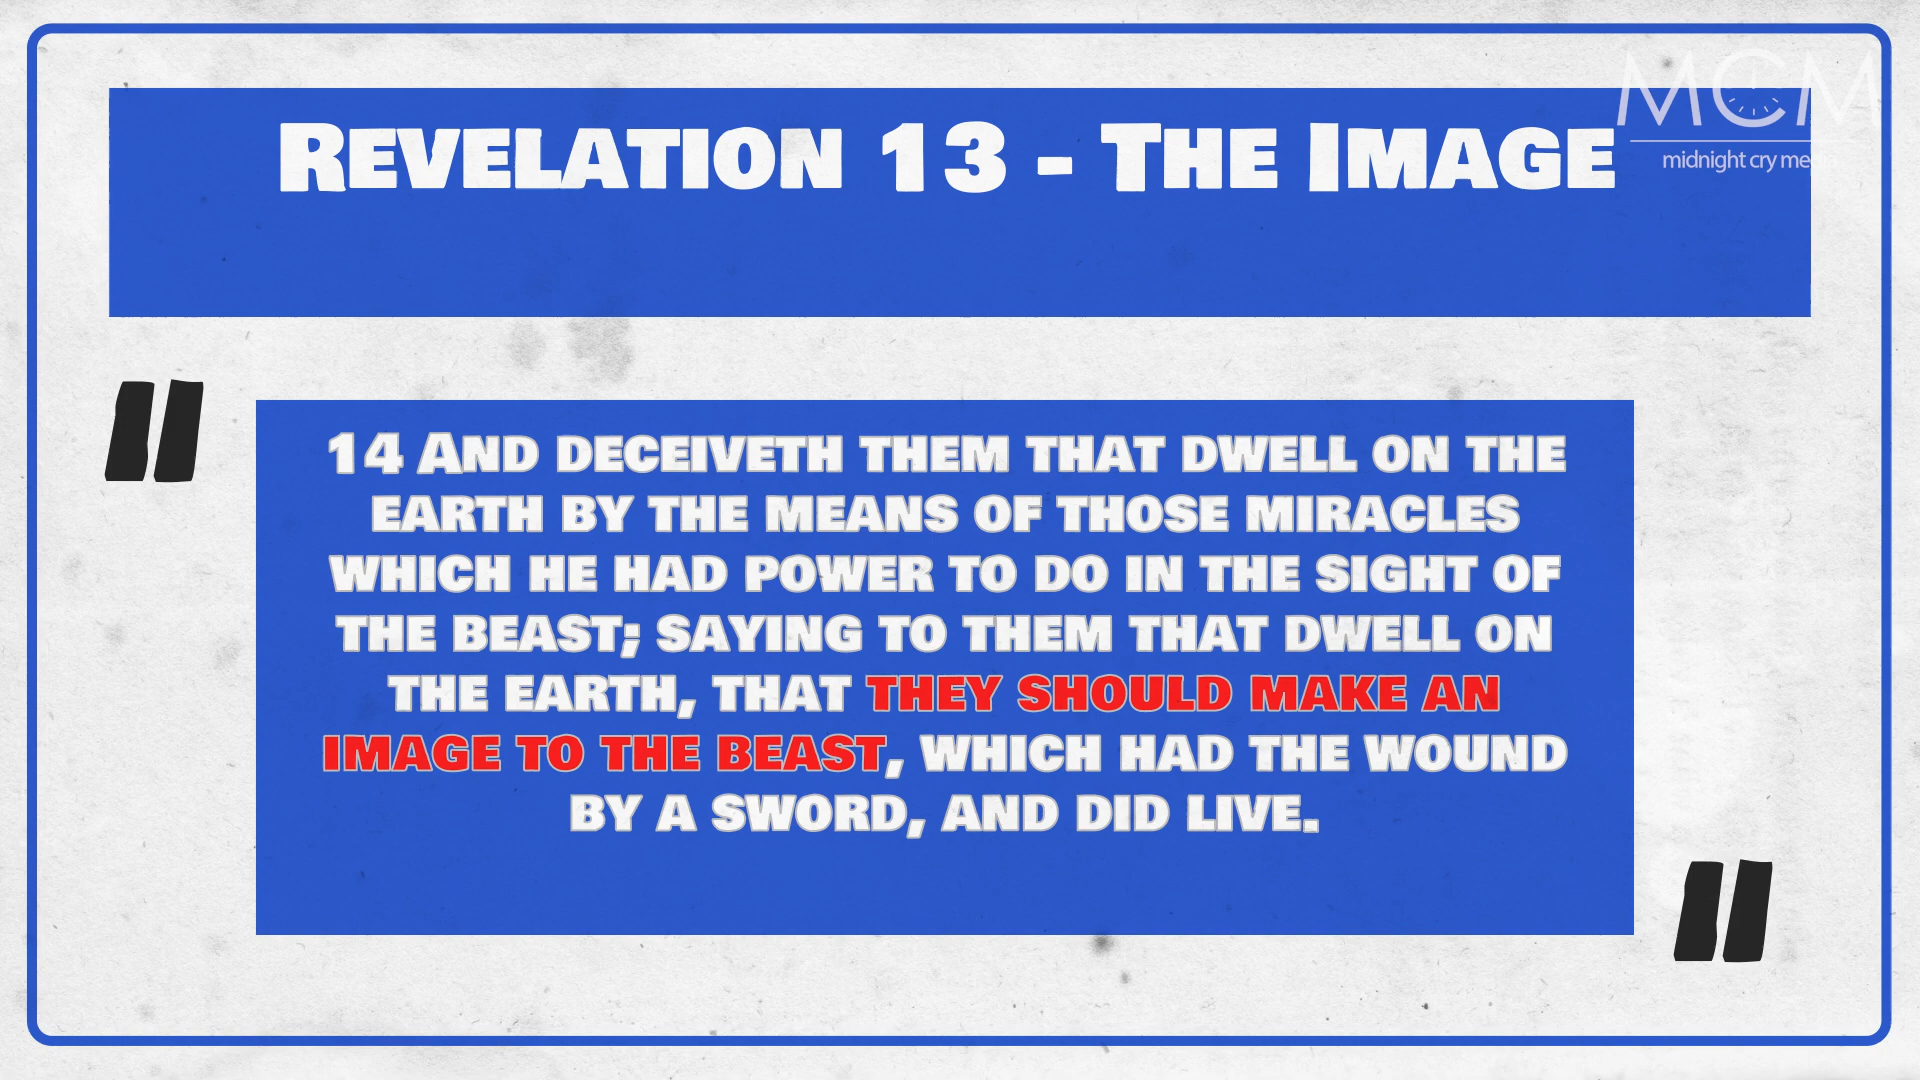 Revelation 13 - The Image
MCM
midnight cry me
14 And deceiveth them that dwell on the
earth by the means of those miracles
which he had power to do in the sight of
the beast; saying to them that dwell on
the earth, that they should make an
image to the beast, which had the wound
by a sword, and did live.